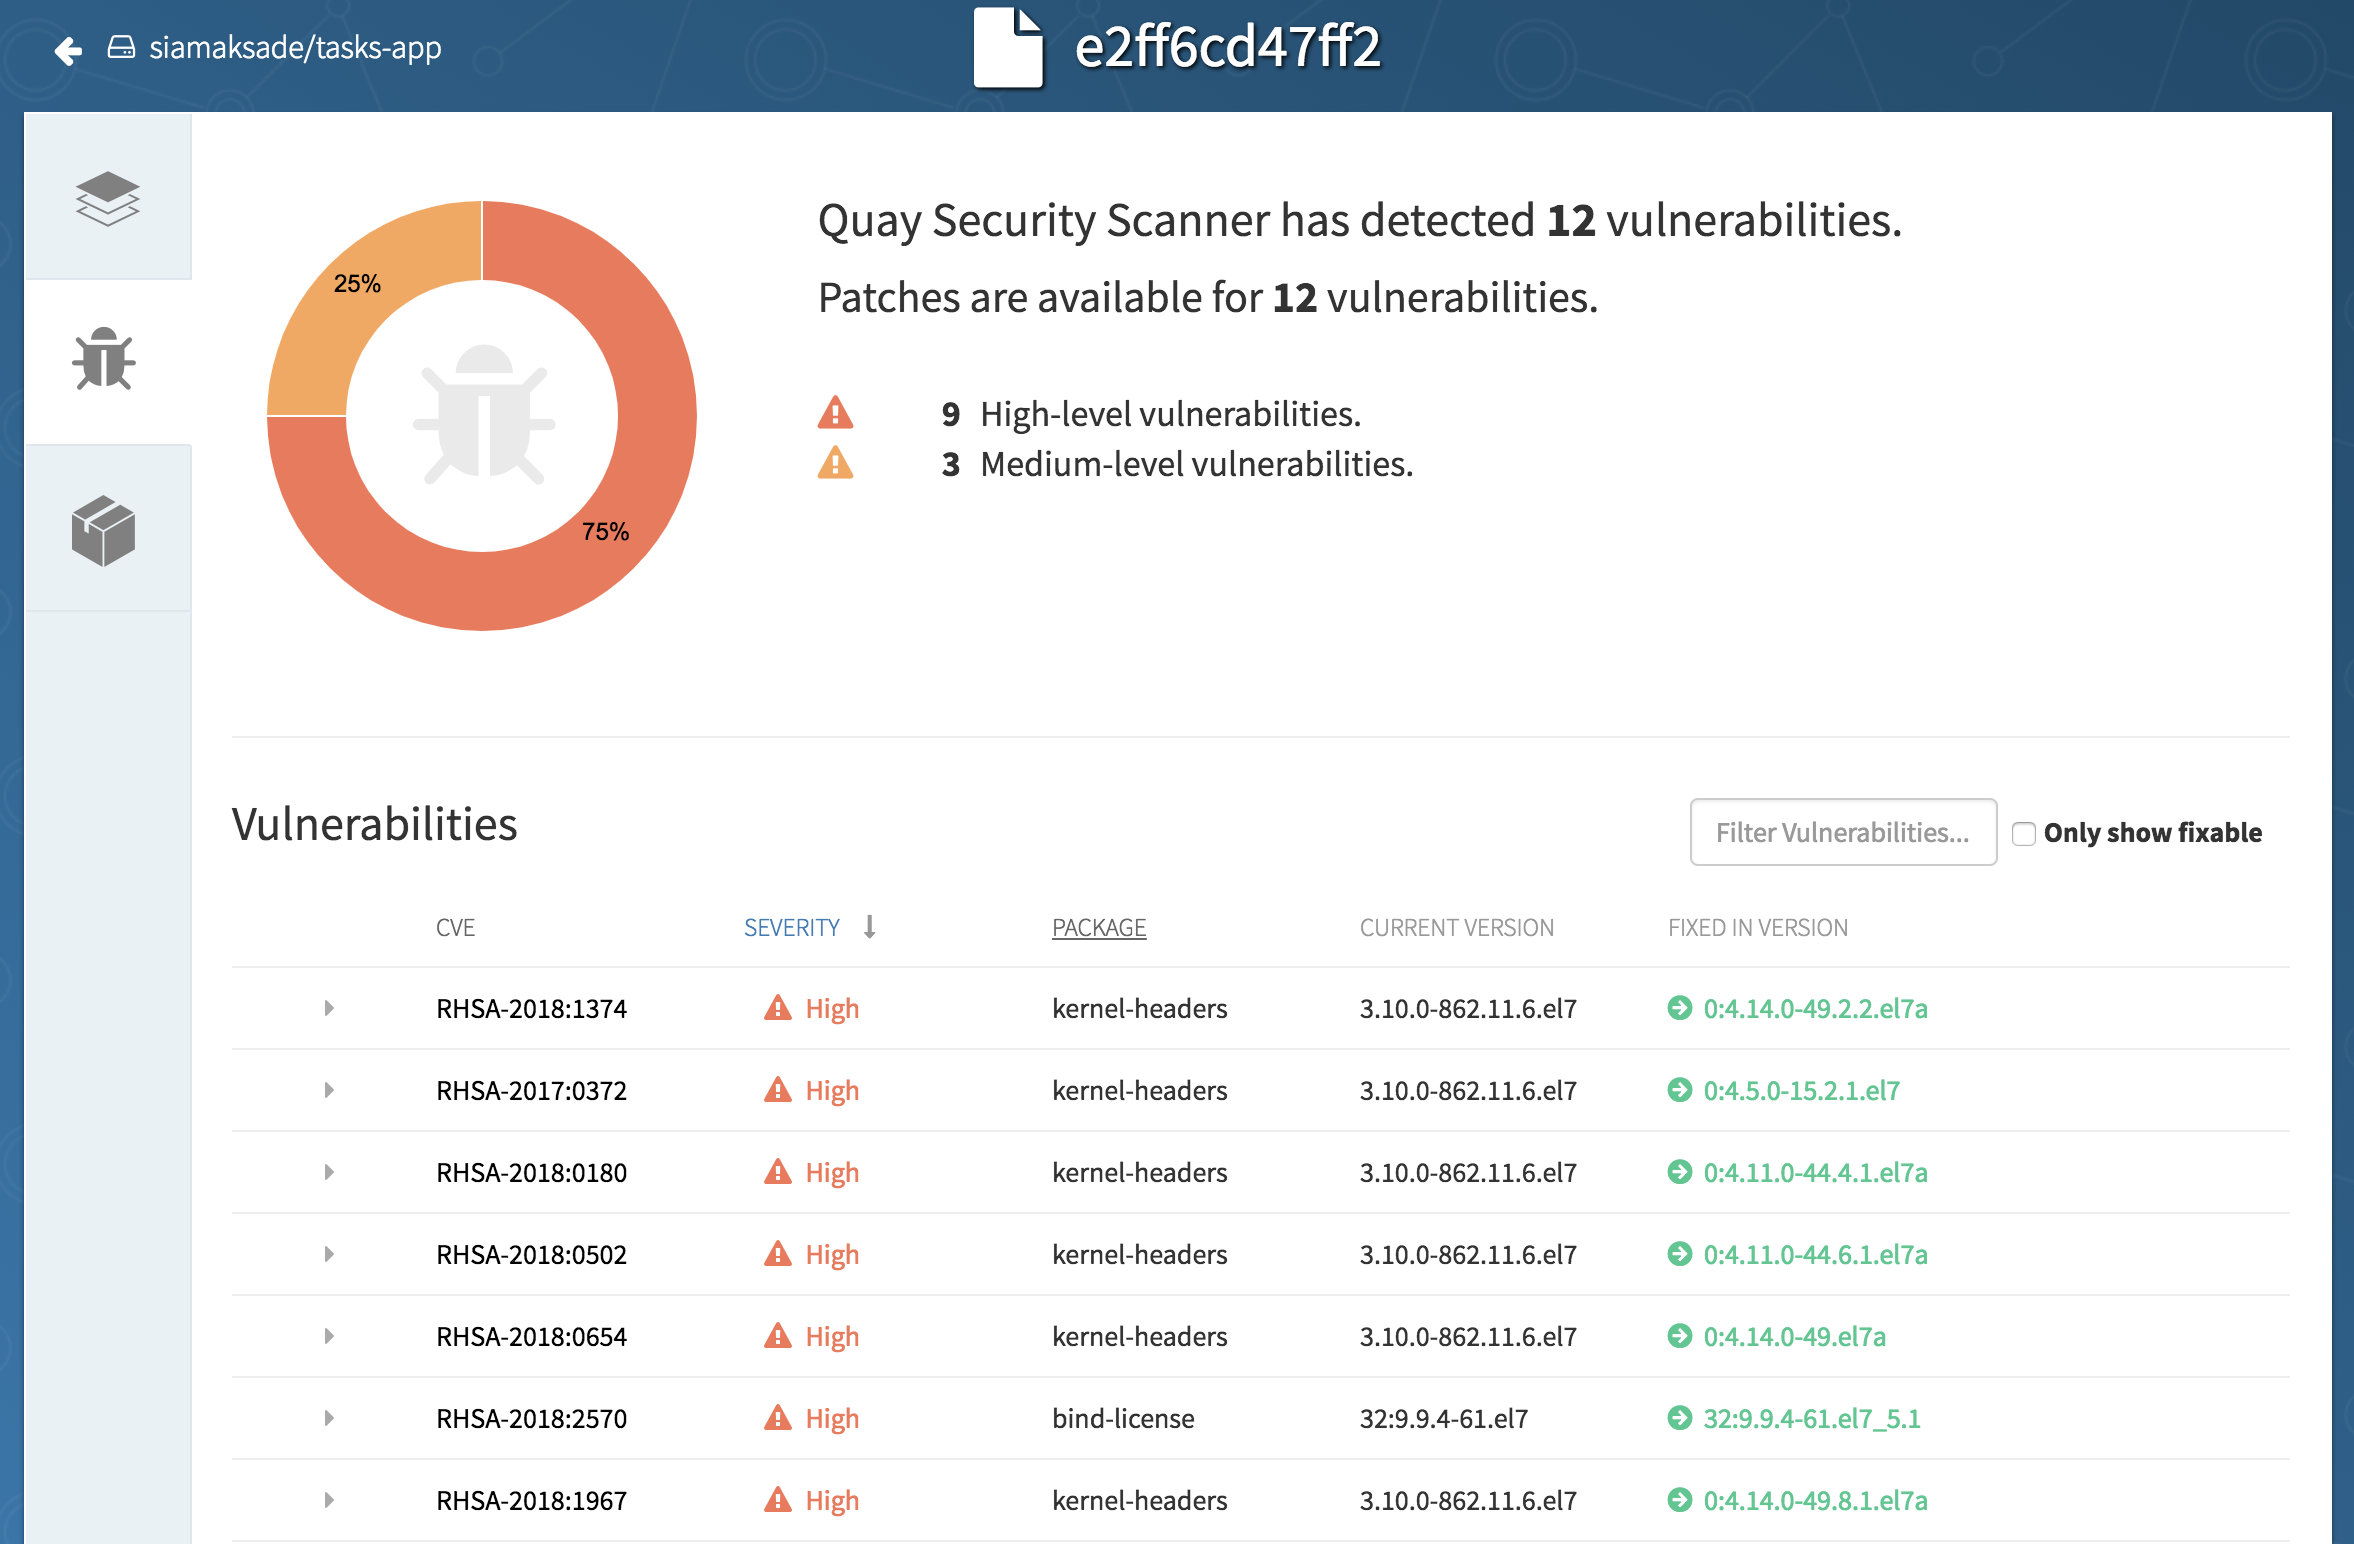 siamaksade/tasks-app
e2ff6cd47ff2
25%
75%
Quay Security Scanner has detected 12 vulnerabilities.
Patches are available for 12 vulnerabilities.
9 High-level vulnerabilities.
3 Medium-level vulnerabilities.
Vulnerabilities
Filter Vulnerabilities... Only show fixable
CVE SEVERITY PACKAGE CURRENT VERSION FIXED IN VERSION
RHSA-2018:1374 High kernel-headers 3.10.0-862.11.6.el7 0:4.14.0-49.2.2.el7a
RHSA-2017:0372 High kernel-headers 3.10.0-862.11.6.el7 0:4.5.0-15.2.1.el7
RHSA-2018:0180 High kernel-headers 3.10.0-862.11.6.el7 0:4.11.0-44.4.1.el7a
RHSA-2018:0502 High kernel-headers 3.10.0-862.11.6.el7 0:4.11.0-44.6.1.el7a
RHSA-2018:0654 High kernel-headers 3.10.0-862.11.6.el7 0:4.14.0-49.el7a
RHSA-2018:2570 High bind-license 32:9.9.4-61.el7 32:9.9.4-61.el7_5.1
RHSA-2018:1967 High kernel-headers 3.10.0-862.11.6.el7 0:4.14.0-49.8.1.el7a